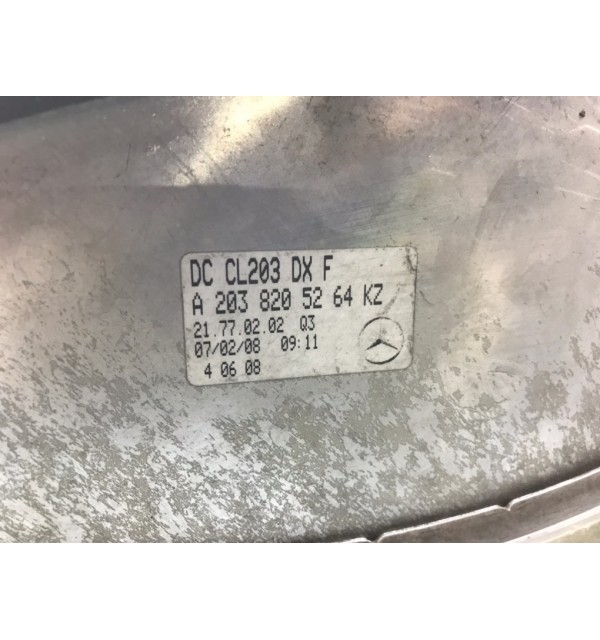 DC CL203 DX F
A 203 820 52 64 KZ
21.77.02.02 Q3
07/02/08 09:11
4 06 08